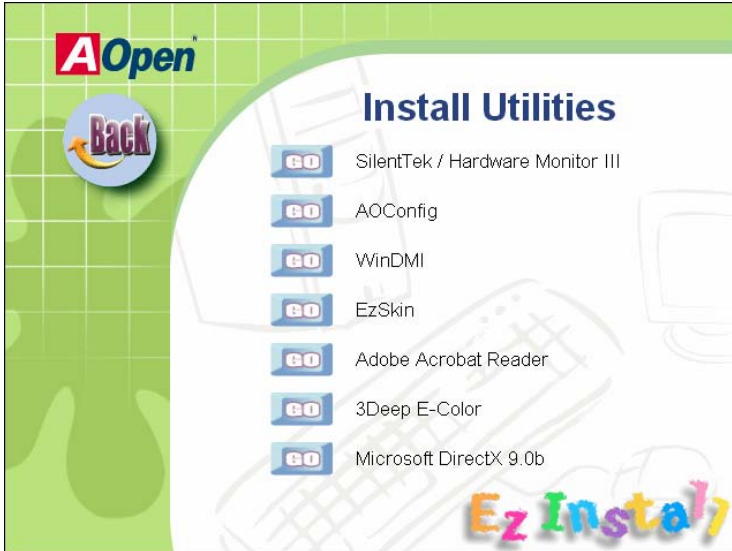 AOpen
Back
Install Utilities
GO SilentTek / Hardware Monitor III
GO AOConfig
GO WinDMI
GO EzSkin
GO Adobe Acrobat Reader
GO 3Deep E-Color
GO Microsoft DirectX 9.0b
Ez Install